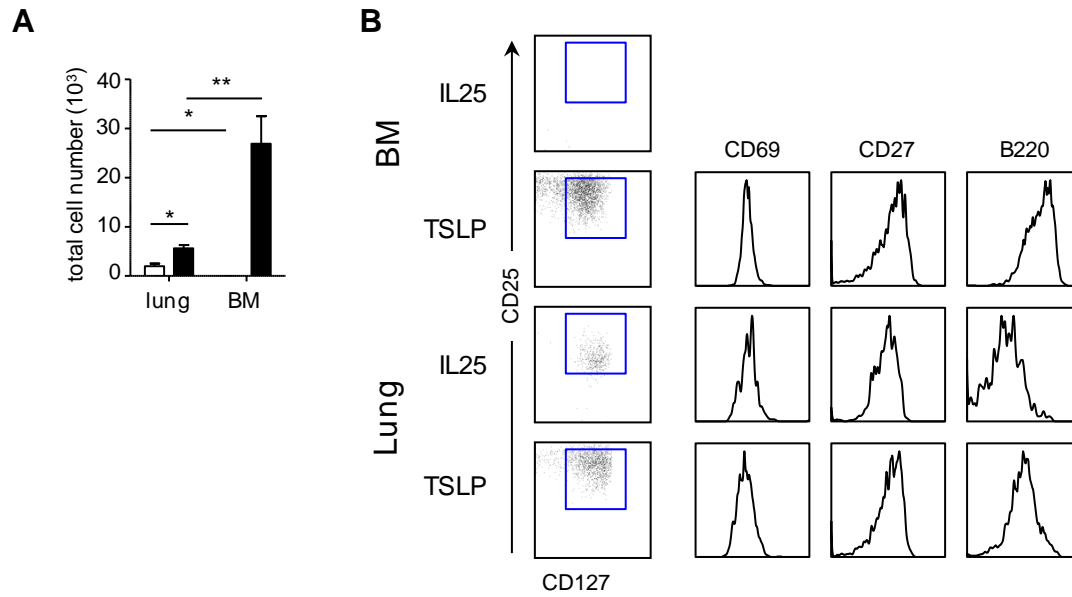 A
total cell number (10³)
40
30
20
10
0
**
*
*
lung BM
B
BM
IL25
TSLP
Lung
IL25
TSLP
CD25
CD127
CD69 CD27 B220